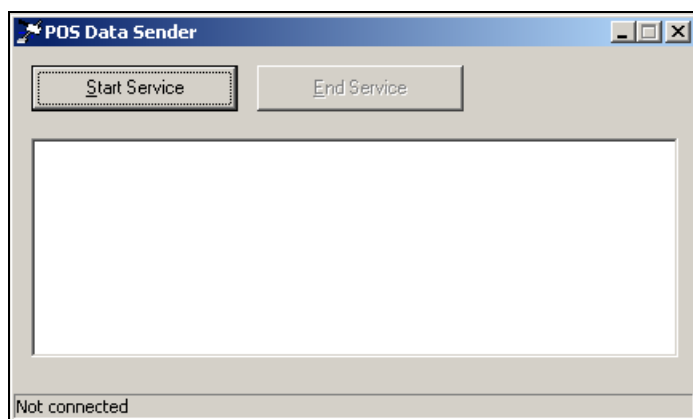 POS Data Sender
Start Service End Service
Not connected